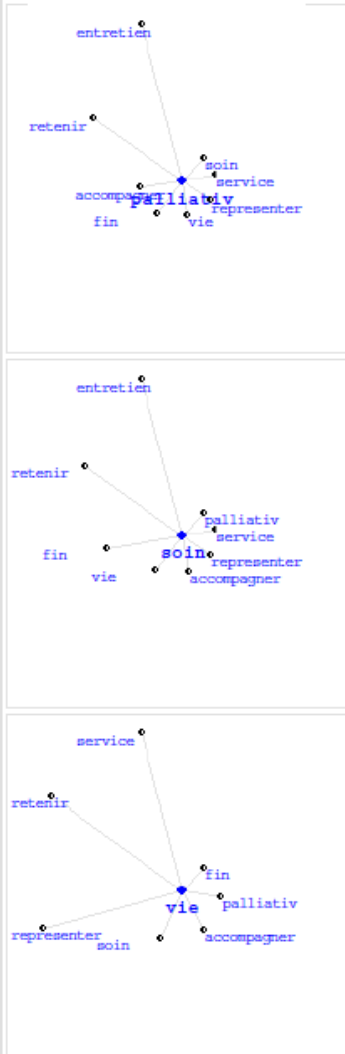 entretien
retenir
soin
service
accompagner
palliativ
representer
fin
vie
entretien
retenir
palliativ
service
fin
soin
representer
vie
accompagner
service
retenir
fin
palliativ
vie
representer
soin
accompagner